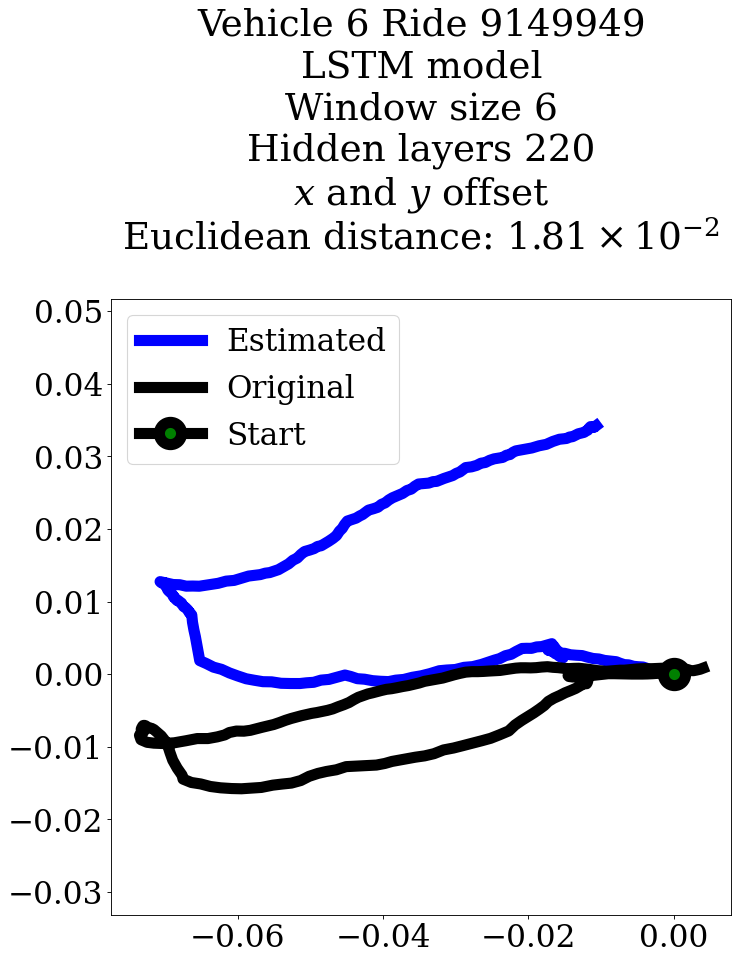 Vehicle 6 Ride 9149949
LSTM model
Window size 6
Hidden layers 220
x and y offset
Euclidean distance: 1.81 × 10⁻²
Estimated
Original
Start
0.05
0.04
0.03
0.02
0.01
0.00
−0.01
−0.02
−0.03
−0.06 −0.04 −0.02 0.00